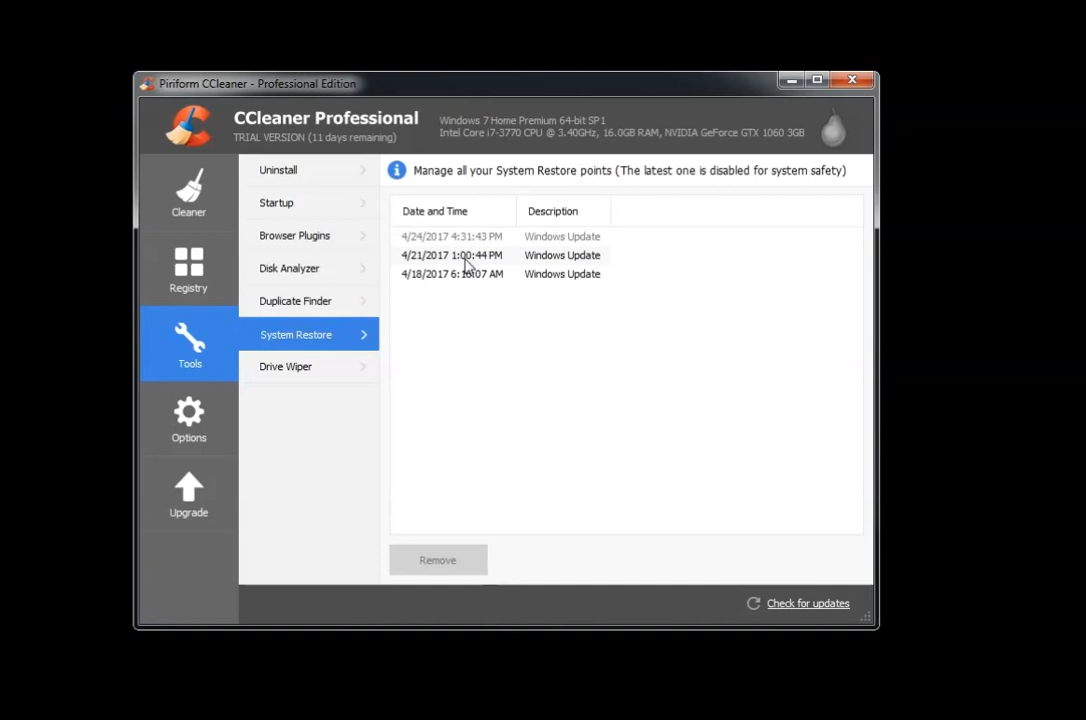 Piriform CCleaner - Professional Edition
CCleaner Professional
TRIAL VERSION (11 days remaining)
Windows 7 Home Premium 64-bit SP1
Intel Core i7-3770 CPU @ 3.40GHz, 16.0GB RAM, NVIDIA GeForce GTX 1060 3GB
Cleaner
Registry
Tools
Options
Upgrade
Uninstall
Startup
Browser Plugins
Disk Analyzer
Duplicate Finder
System Restore
Drive Wiper
Manage all your System Restore points (The latest one is disabled for system safety)
Date and Time Description
4/24/2017 4:31:43 PM Windows Update
4/21/2017 1:00:44 PM Windows Update
4/18/2017 AM Windows Update
Remove
Check for updates